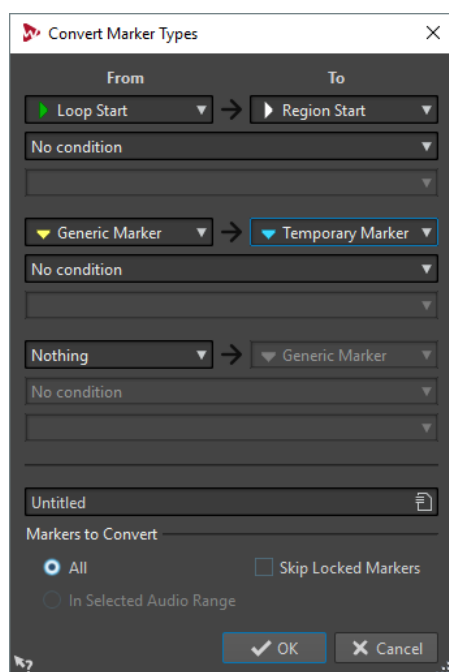 Convert Marker Types
From To
Loop Start Region Start
No condition
Generic Marker Temporary Marker
No condition
Nothing Generic Marker
No condition
Untitled
Markers to Convert
All Skip Locked Markers
In Selected Audio Range
OK Cancel